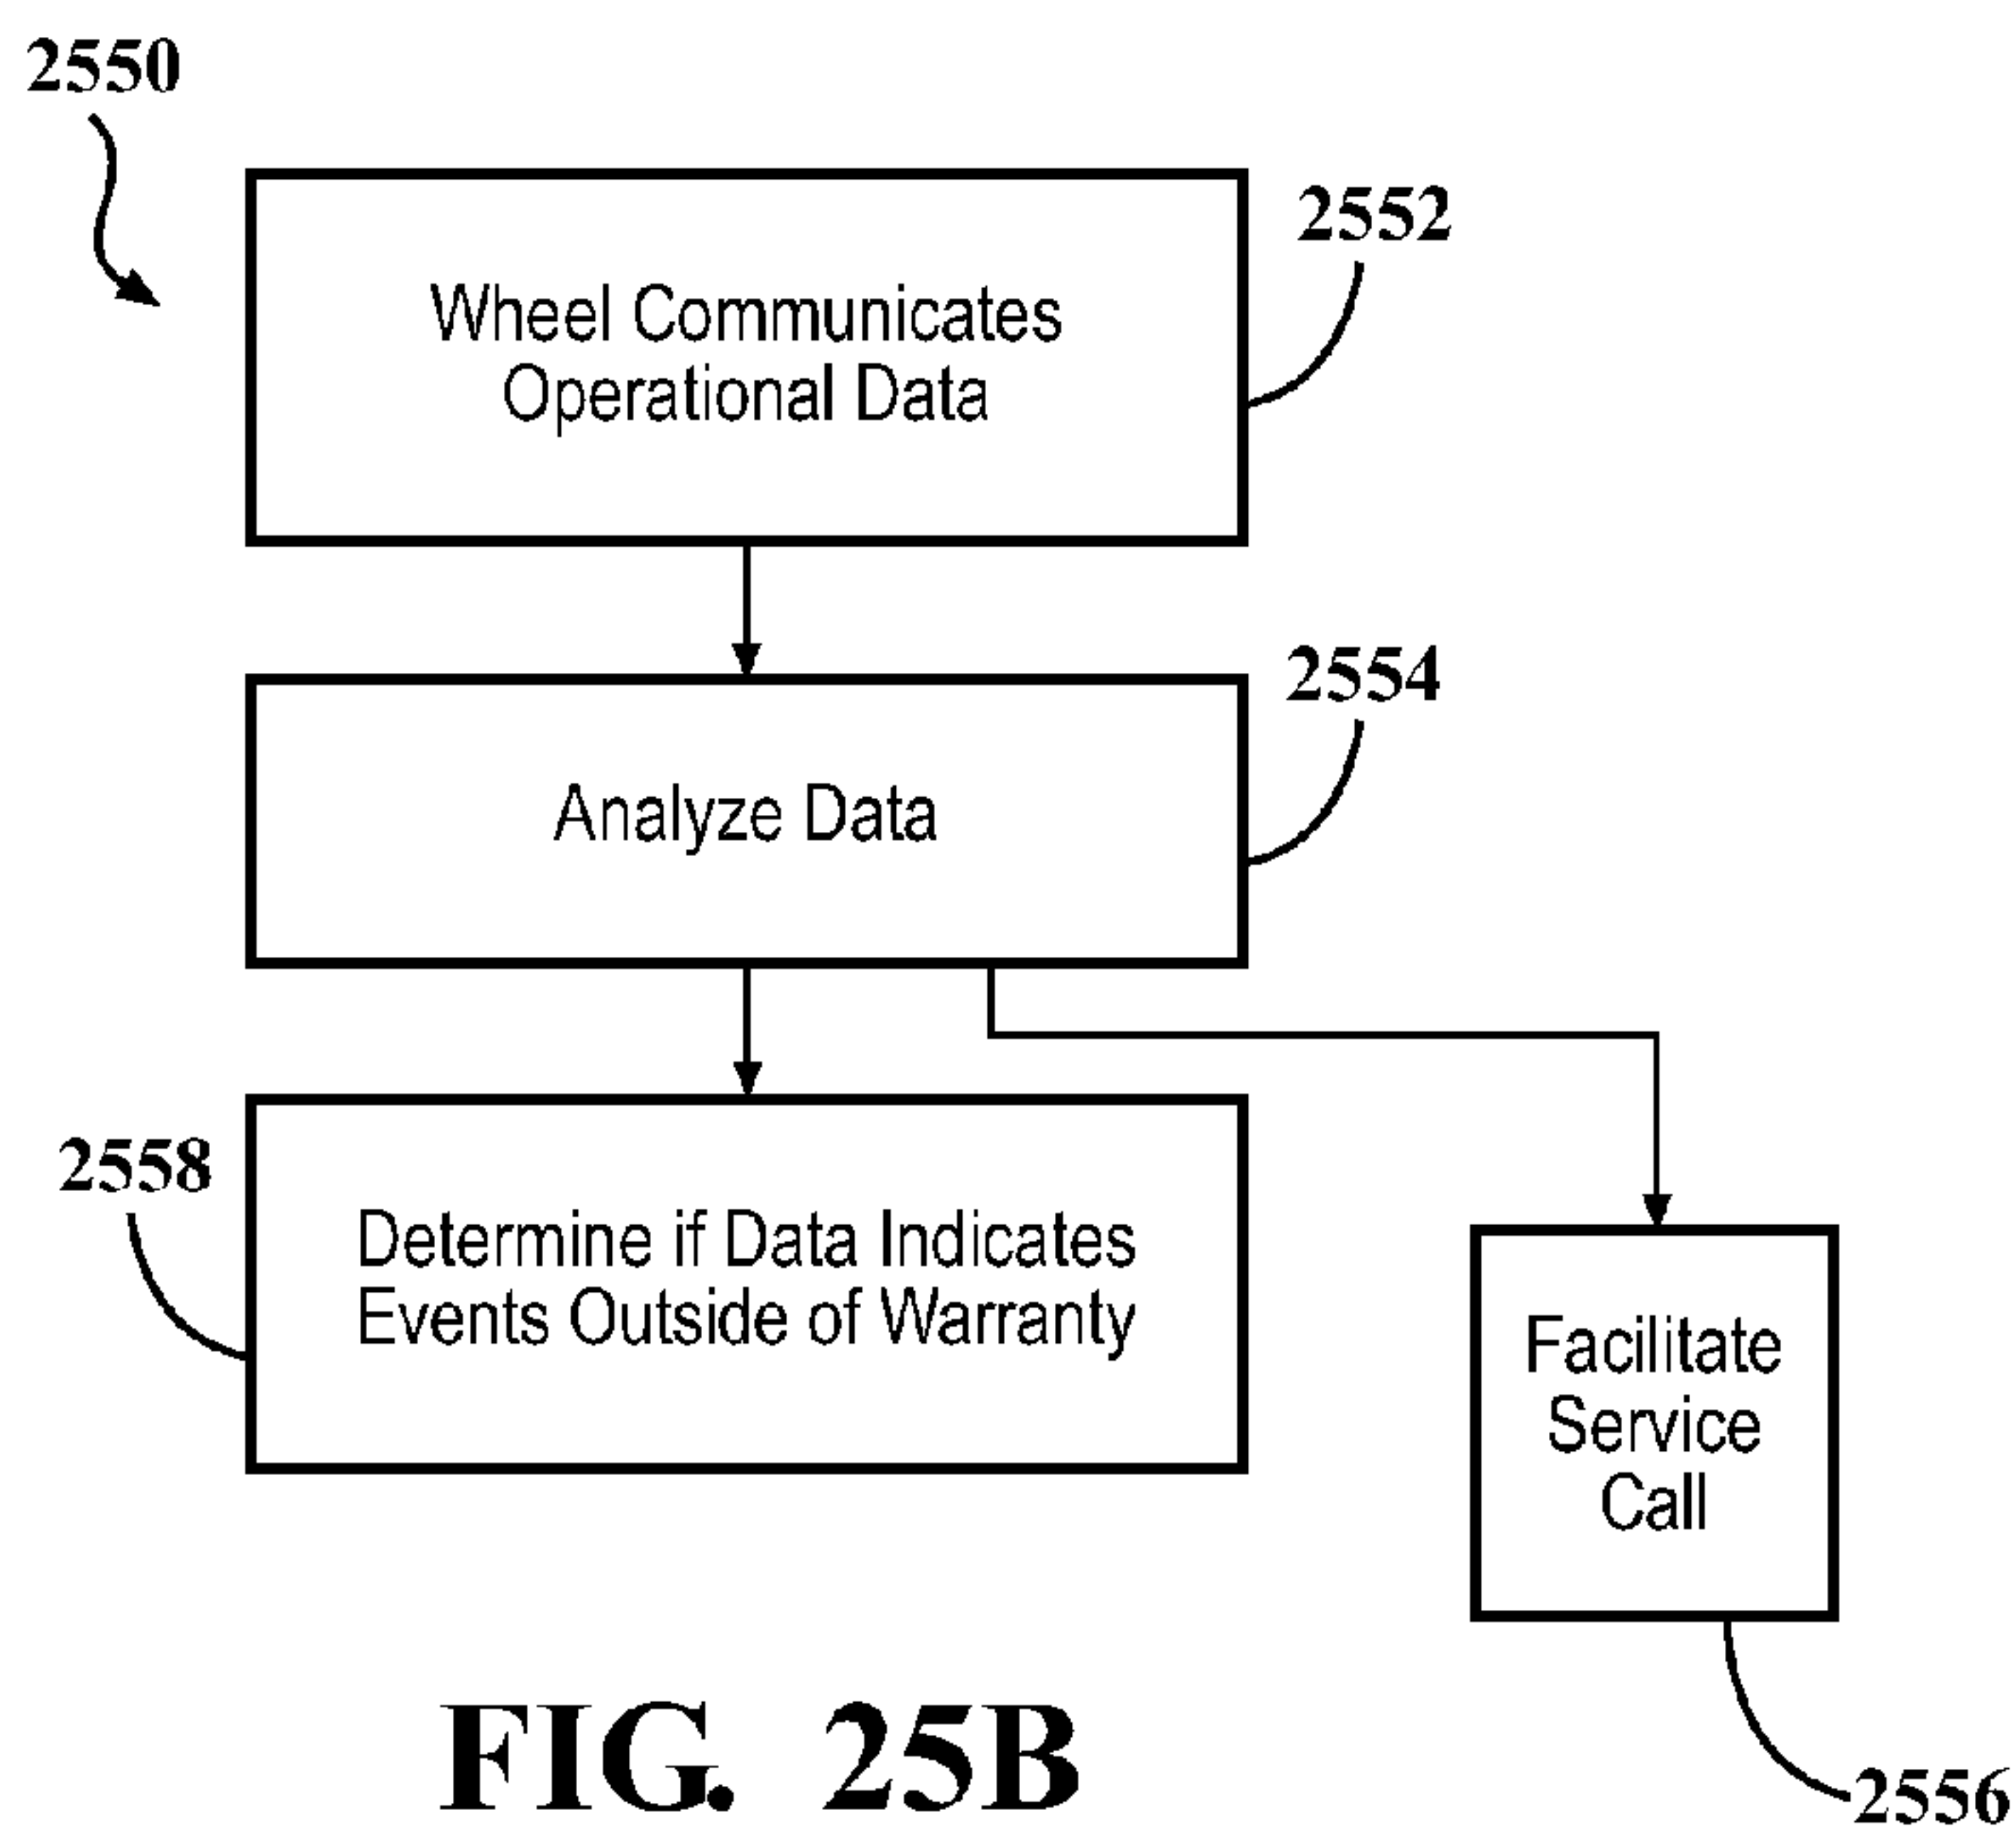 2550
Wheel Communicates
Operational Data
2552
Analyze Data
2554
2558
Determine if Data Indicates
Events Outside of Warranty
Facilitate
Service
Call
2556
FIG. 25B